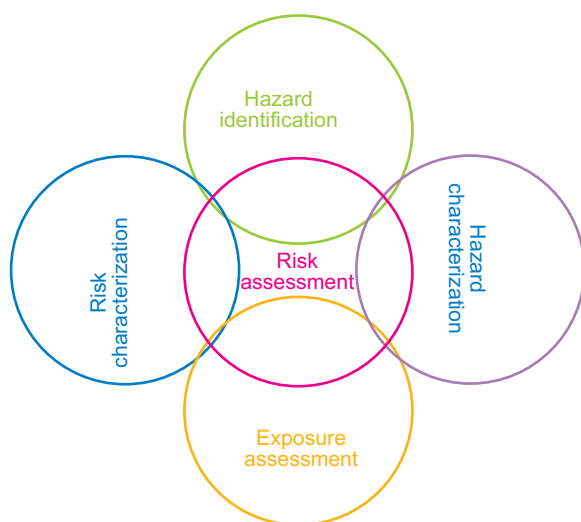 Hazard
identification
Risk
characterization
Risk
assessment
Hazard
characterization
Exposure
assessment